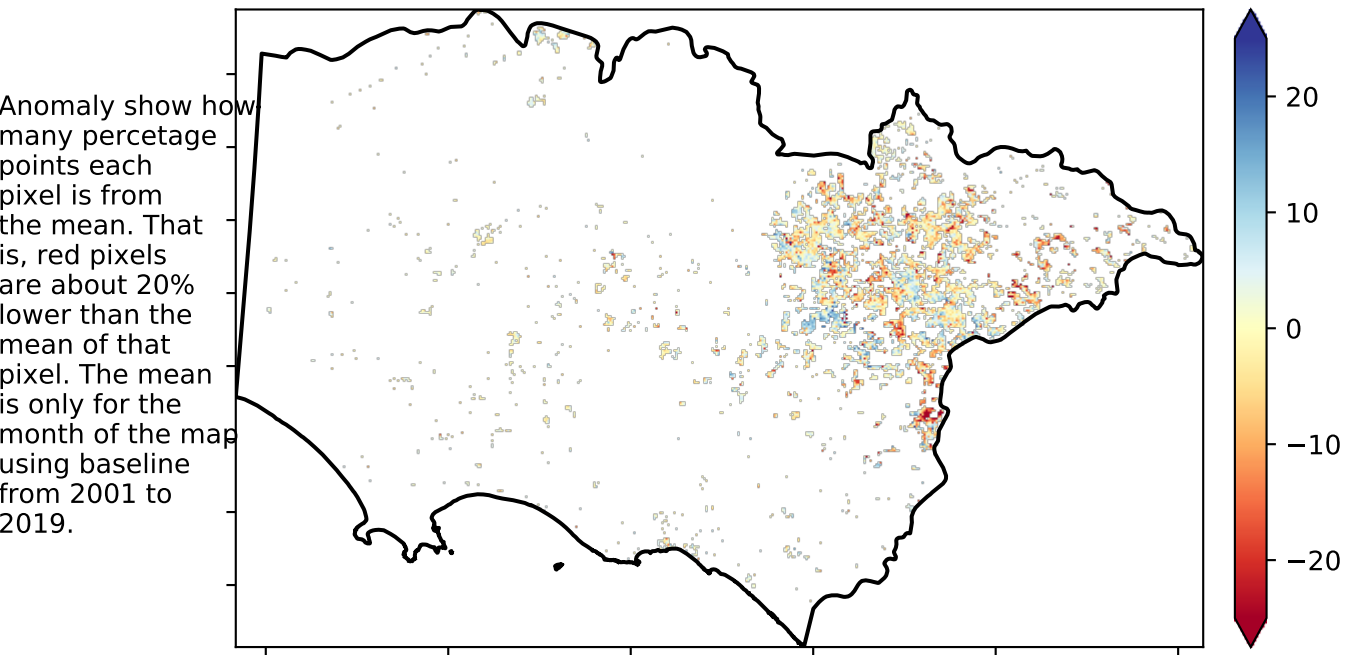 Anomaly show how
many percetage
points each
pixel is from
the mean. That
is, red pixels
are about 20%
lower than the
mean of that
pixel. The mean
is only for the
month of the map
using baseline
from 2001 to
2019.
20
10
0
−10
−20